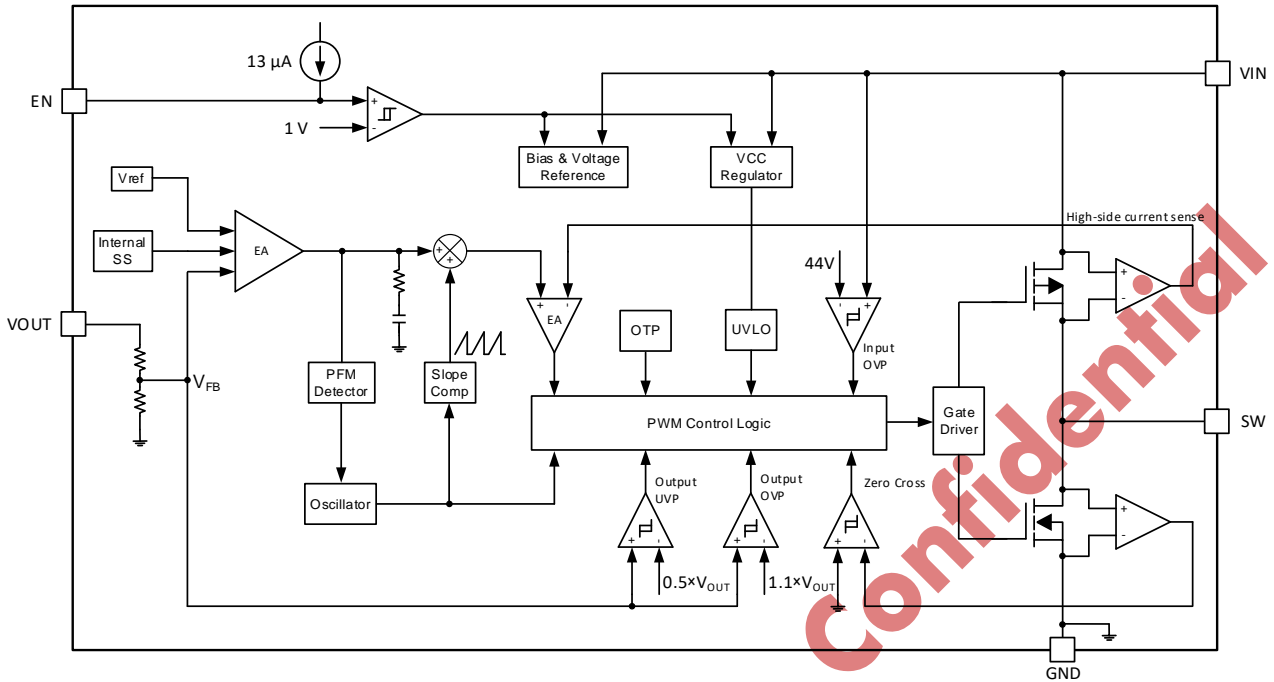 13 µA
VIN
EN
+
-
1 V
Bias & Voltage
Reference
VCC
Regulator
Vref
High-side current sense
Internal
SS
EA
+
+
44V
+
-
+
-
-
+
EA
Input
OVP
VOUT
OTP
UVLO
VFB
PFM
Detector
Slope
Comp
PWM Control Logic
Gate
Driver
SW
Oscillator
Output
UVP
Output
OVP
Zero Cross
+
-
+
-
+
-
+
-
0.5×VOUT
1.1×VOUT
GND
Confidential